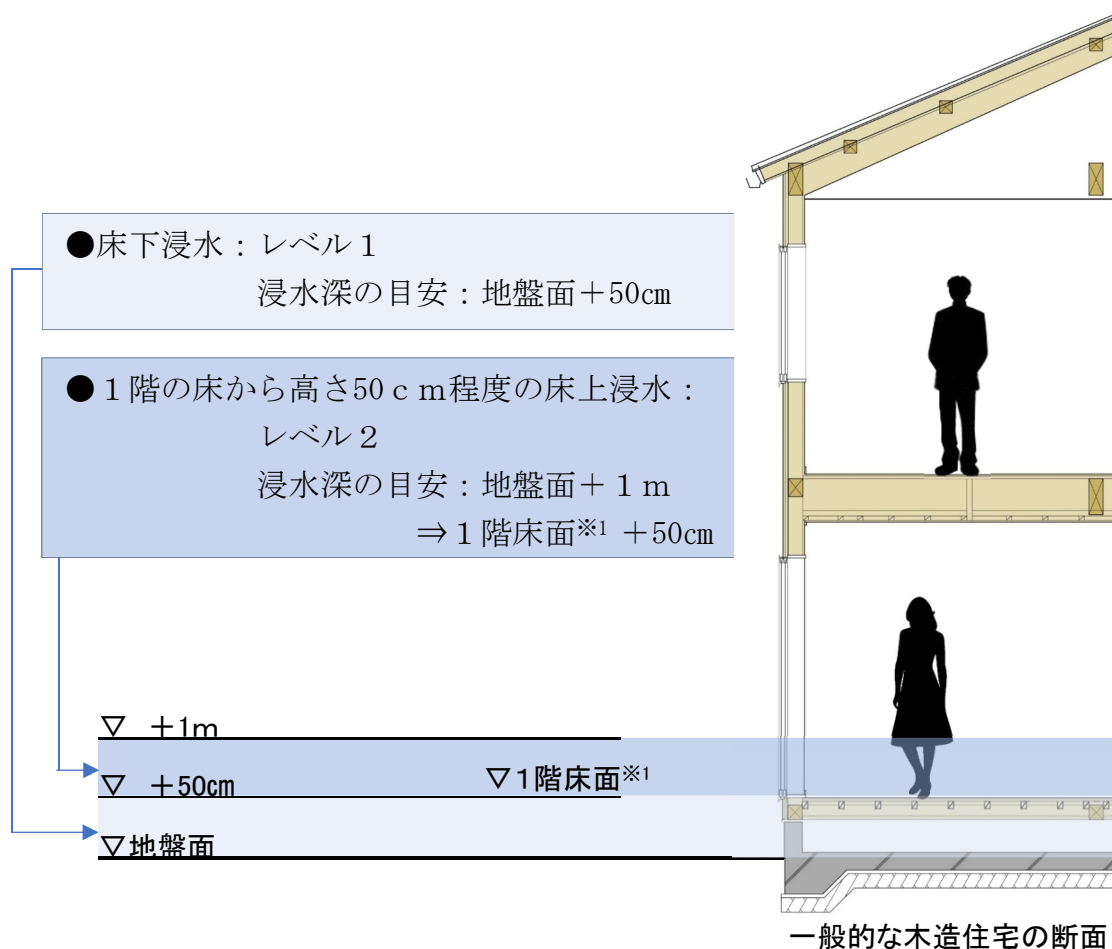 ●床下浸水：レベル１
浸水深の目安：地盤面＋50㎝
●１階の床から高さ50ｃｍ程度の床上浸水：
レベル２
浸水深の目安：地盤面＋１ｍ
⇒１階床面※1 ＋50㎝
▽ ＋1ｍ
▽ ＋50㎝
▽１階床面※1
▽地盤面
一般的な木造住宅の断面